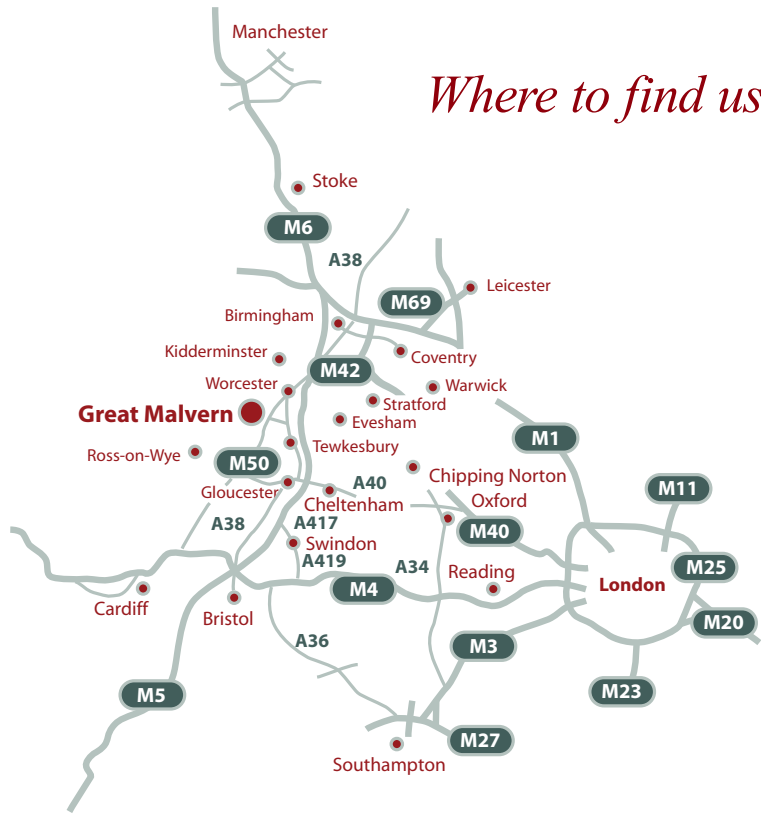 Manchester
Where to find us
Stoke
M6
A38
Leicester
M69
Birmingham
Kidderminster
Coventry
M42
Worcester
Warwick
Stratford
Great Malvern
Evesham
M1
Tewkesbury
Ross-on-Wye
M50
Chipping Norton
Gloucester
A40
M11
Cheltenham
Oxford
A38
A417
M40
Swindon
A419
A34
M25
Reading
London
M4
Cardiff
Bristol
M20
A36
M3
M5
M23
M27
Southampton